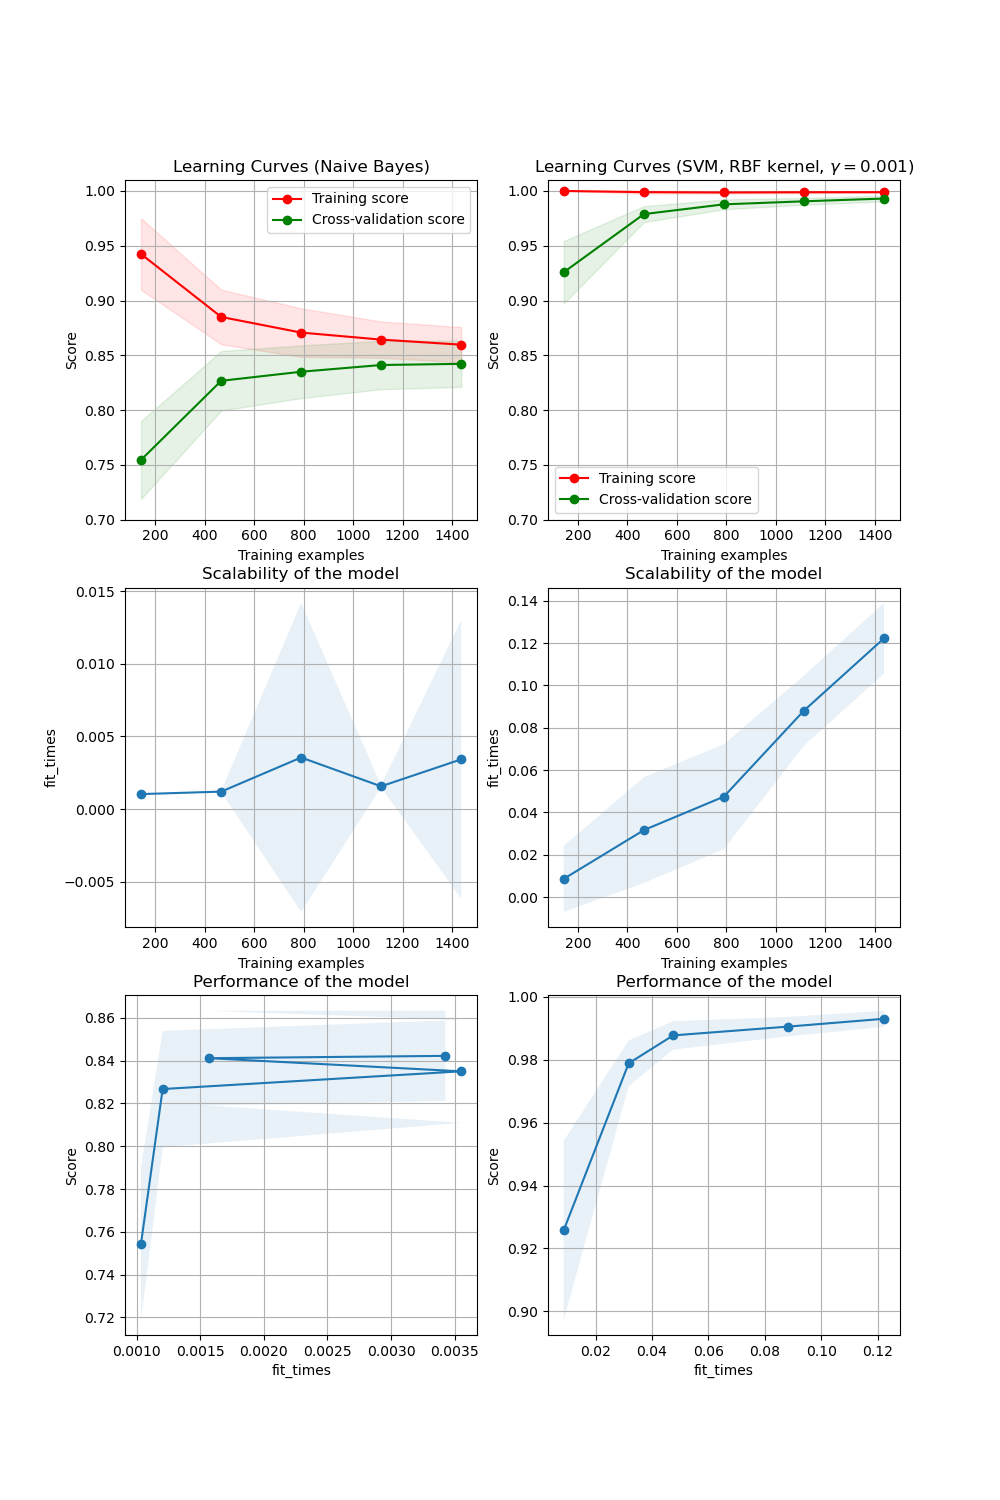 Learning Curves (Naive Bayes)
1.00
0.95
0.90
0.85
0.80
0.75
0.70
Score
Training score
Cross-validation score
200 400 600 800 1000 1200 1400
Training examples
Learning Curves (SVM, RBF kernel, γ = 0.001)
1.00
0.95
0.90
0.85
0.80
0.75
0.70
Score
Training score
Cross-validation score
200 400 600 800 1000 1200 1400
Training examples
Scalability of the model
0.015
0.010
0.005
0.000
−0.005
fit_times
200 400 600 800 1000 1200 1400
Training examples
Scalability of the model
0.14
0.12
0.10
0.08
0.06
0.04
0.02
0.00
fit_times
200 400 600 800 1000 1200 1400
Training examples
Performance of the model
0.86
0.84
0.82
0.80
0.78
0.76
0.74
0.72
Score
0.0010 0.0015 0.0020 0.0025 0.0030 0.0035
fit_times
Performance of the model
1.00
0.98
0.96
0.94
0.92
0.90
Score
0.02 0.04 0.06 0.08 0.10 0.12
fit_times